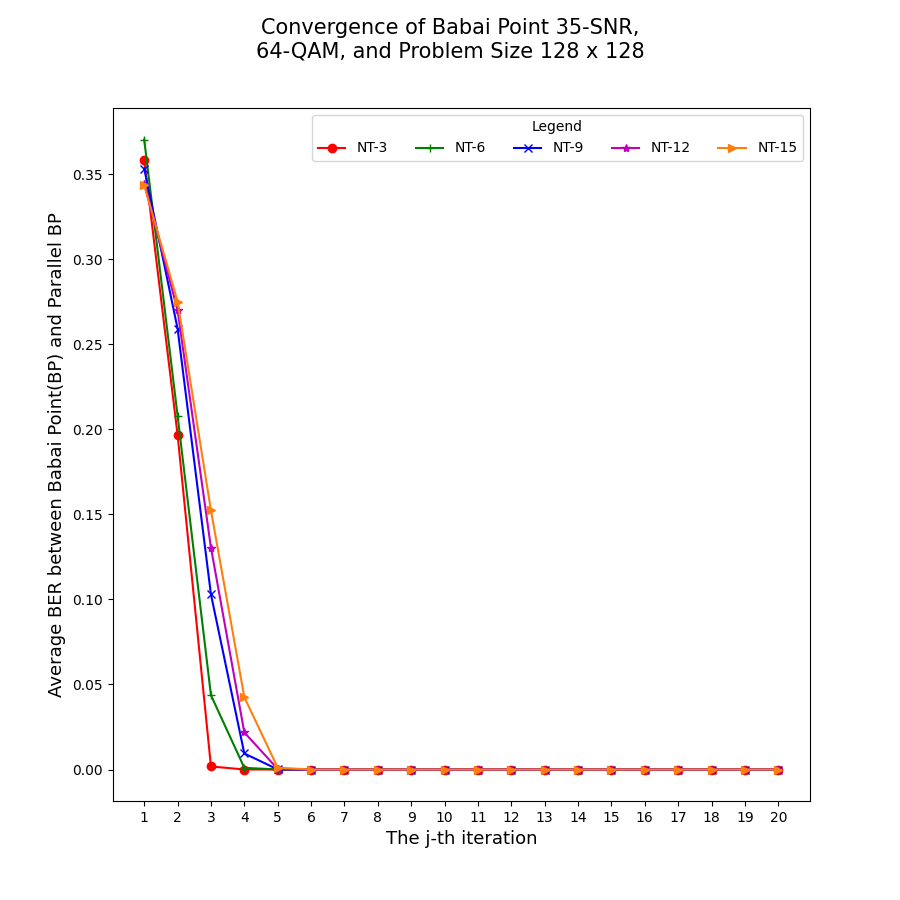 Convergence of Babai Point 35-SNR,
64-QAM, and Problem Size 128 x 128
Legend
NT-3 NT-6 NT-9 NT-12 NT-15
Average BER between Babai Point(BP) and Parallel BP
0.35
0.30
0.25
0.20
0.15
0.10
0.05
0.00
1 2 3 4 5 6 7 8 9 10 11 12 13 14 15 16 17 18 19 20
The j-th iteration